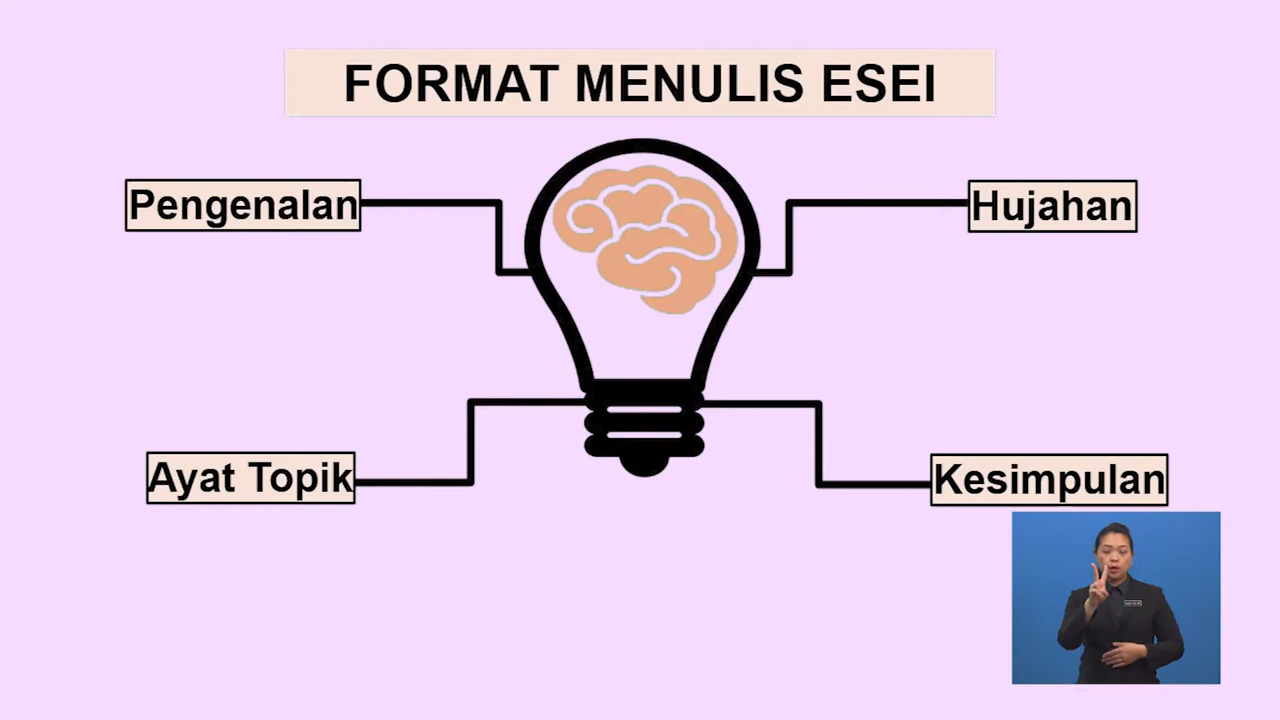 FORMAT MENULIS ESEI
Pengenalan
Hujahan
Ayat Topik
Kesimpulan